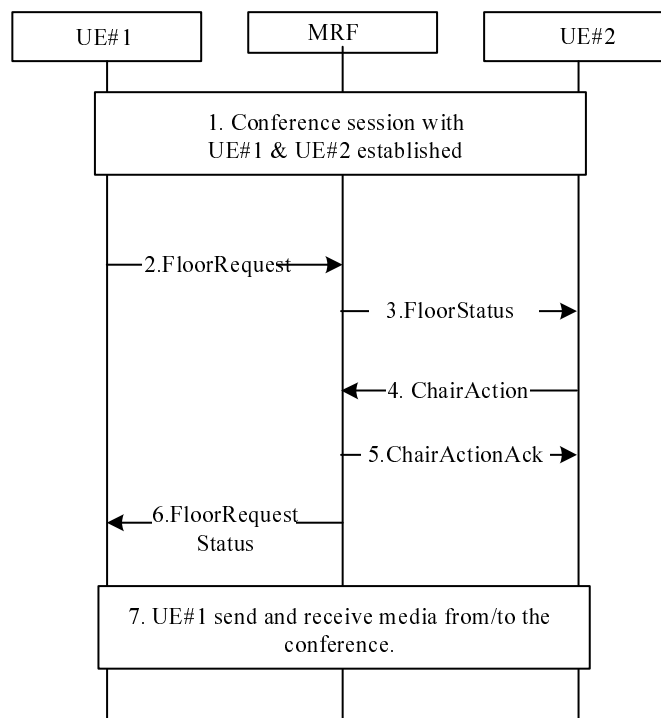 UE#1
MRF
UE#2
1. Conference session with
UE#1 & UE#2 established
2.FloorRequest
3.FloorStatus
4. ChairAction
5.ChairActionAck
6.FloorRequest
Status
7. UE#1 send and receive media from/to the
conference.